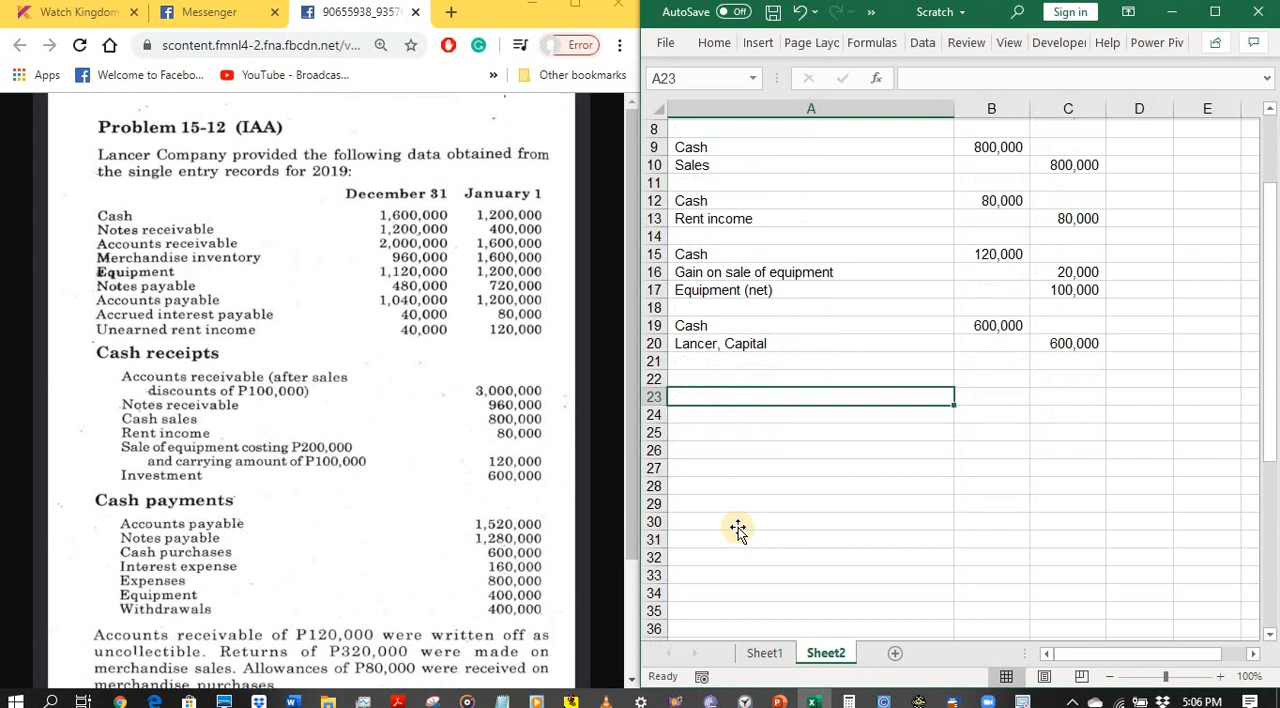 Watch Kingdom
Messenger
90655938_9357
scontent.fmnl4-2.fna.fbcdn.net/v...
Error
Apps
Welcome to Facebo...
YouTube - Broadcas...
»
Other bookmarks
Problem 15-12 (IAA)
Lancer Company provided the following data obtained from
the single entry records for 2019:
December 31 January 1
Cash 1,600,000 1,200,000
Notes receivable 1,200,000 400,000
Accounts receivable 2,000,000 1,600,000
Merchandise inventory 960,000 1,600,000
Equipment 1,120,000 1,200,000
Notes payable 480,000 720,000
Accounts payable 1,040,000 1,200,000
Accrued interest payable 40,000 80,000
Unearned rent income 40,000 120,000
Cash receipts
Accounts receivable (after sales
discounts of P100,000) 3,000,000
Notes receivable 960,000
Cash sales 800,000
Rent income 80,000
Sale of equipment costing P200,000
and carrying amount of P100,000 120,000
Investment 600,000
Cash payments
Accounts payable 1,520,000
Notes payable 1,280,000
Cash purchases 600,000
Interest expense 160,000
Expenses 800,000
Equipment 400,000
Withdrawals 400,000
Accounts receivable of P120,000 were written off as
uncollectible. Returns of P320,000 were made on
merchandise sales. Allowances of P80,000 were received on
merchandise purchases.
AutoSave Off » Scratch Sign in
File Home Insert Page Layc Formulas Data Review View Developer Help Power Piv
A23 fx
A B C D E
8
9 Cash 800,000
10 Sales 800,000
11
12 Cash 80,000
13 Rent income 80,000
14
15 Cash 120,000
16 Gain on sale of equipment 20,000
17 Equipment (net) 100,000
18
19 Cash 600,000
20 Lancer, Capital 600,000
21
22
23
24
25
26
27
28
29
30
31
32
33
34
35
36
Sheet1 Sheet2
Ready 100%
5:06 PM